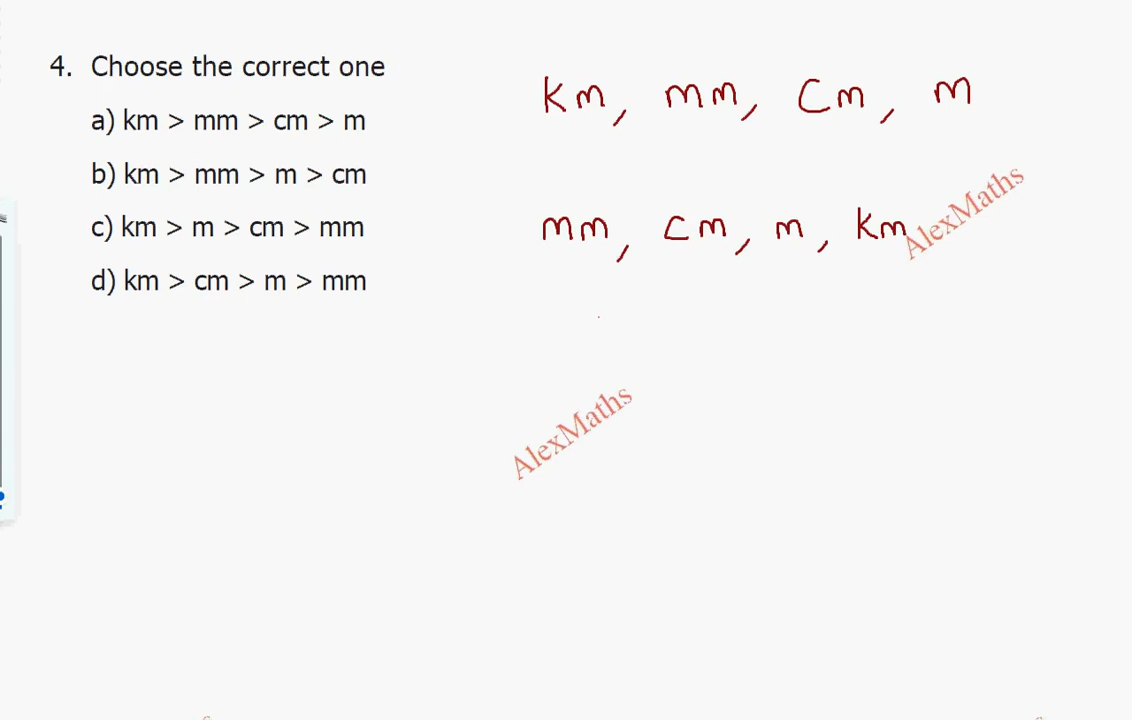 4. Choose the correct one
a) km > mm > cm > m
b) km > mm > m > cm
c) km > m > cm > mm
d) km > cm > m > mm
km, mm, cm, m
mm, cm, m, km
AlexMaths
AlexMaths